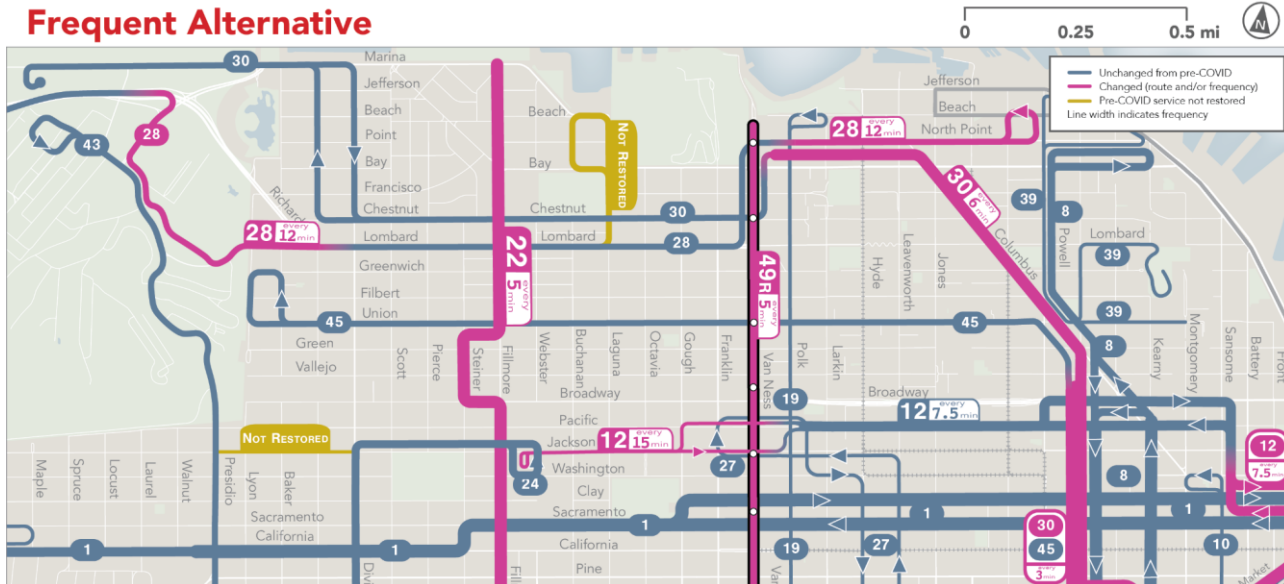 Frequent Alternative
0
0.25
0.5 mi
Unchanged from pre-COVID
Changed (route and/or frequency)
Pre-COVID service not restored
Line width indicates frequency
30
Marina
Jefferson
Beach
Point
Bay
Francisco
Chestnut
Lombard
Greenwich
Filbert
Union
Green
Vallejo
28
43
28 every 12 min
45
22 every 5 min
Beach
Bay
Chestnut
Lombard
NOT RESTORED
30
28
28 every 12 min
Jefferson
Beach
North Point
30 every 6 min
49R every 5 min
39
8
Powell
Lombard
39
39
8
Columbus
Hyde
Leavenworth
Jones
45
Scott
Pierce
Steiner
Fillmore
Webster
Buchanan
Laguna
Octavia
Gough
Franklin
Van Ness
Polk
Larkin
Kearny
Montgomery
Sansome
Battery
Front
Broadway
Broadway
Pacific
Jackson
Washington
Clay
Sacramento
California
Pine
12 every 15 min
12 every 7.5 min
19
27
24
NOT RESTORED
Maple
Spruce
Locust
Laurel
Walnut
Presidio
Lyon
Baker
Sacramento
California
1
1
1
1
1
8
12
every
7.5 min
30
45
every
3 min
19
27
10
Market